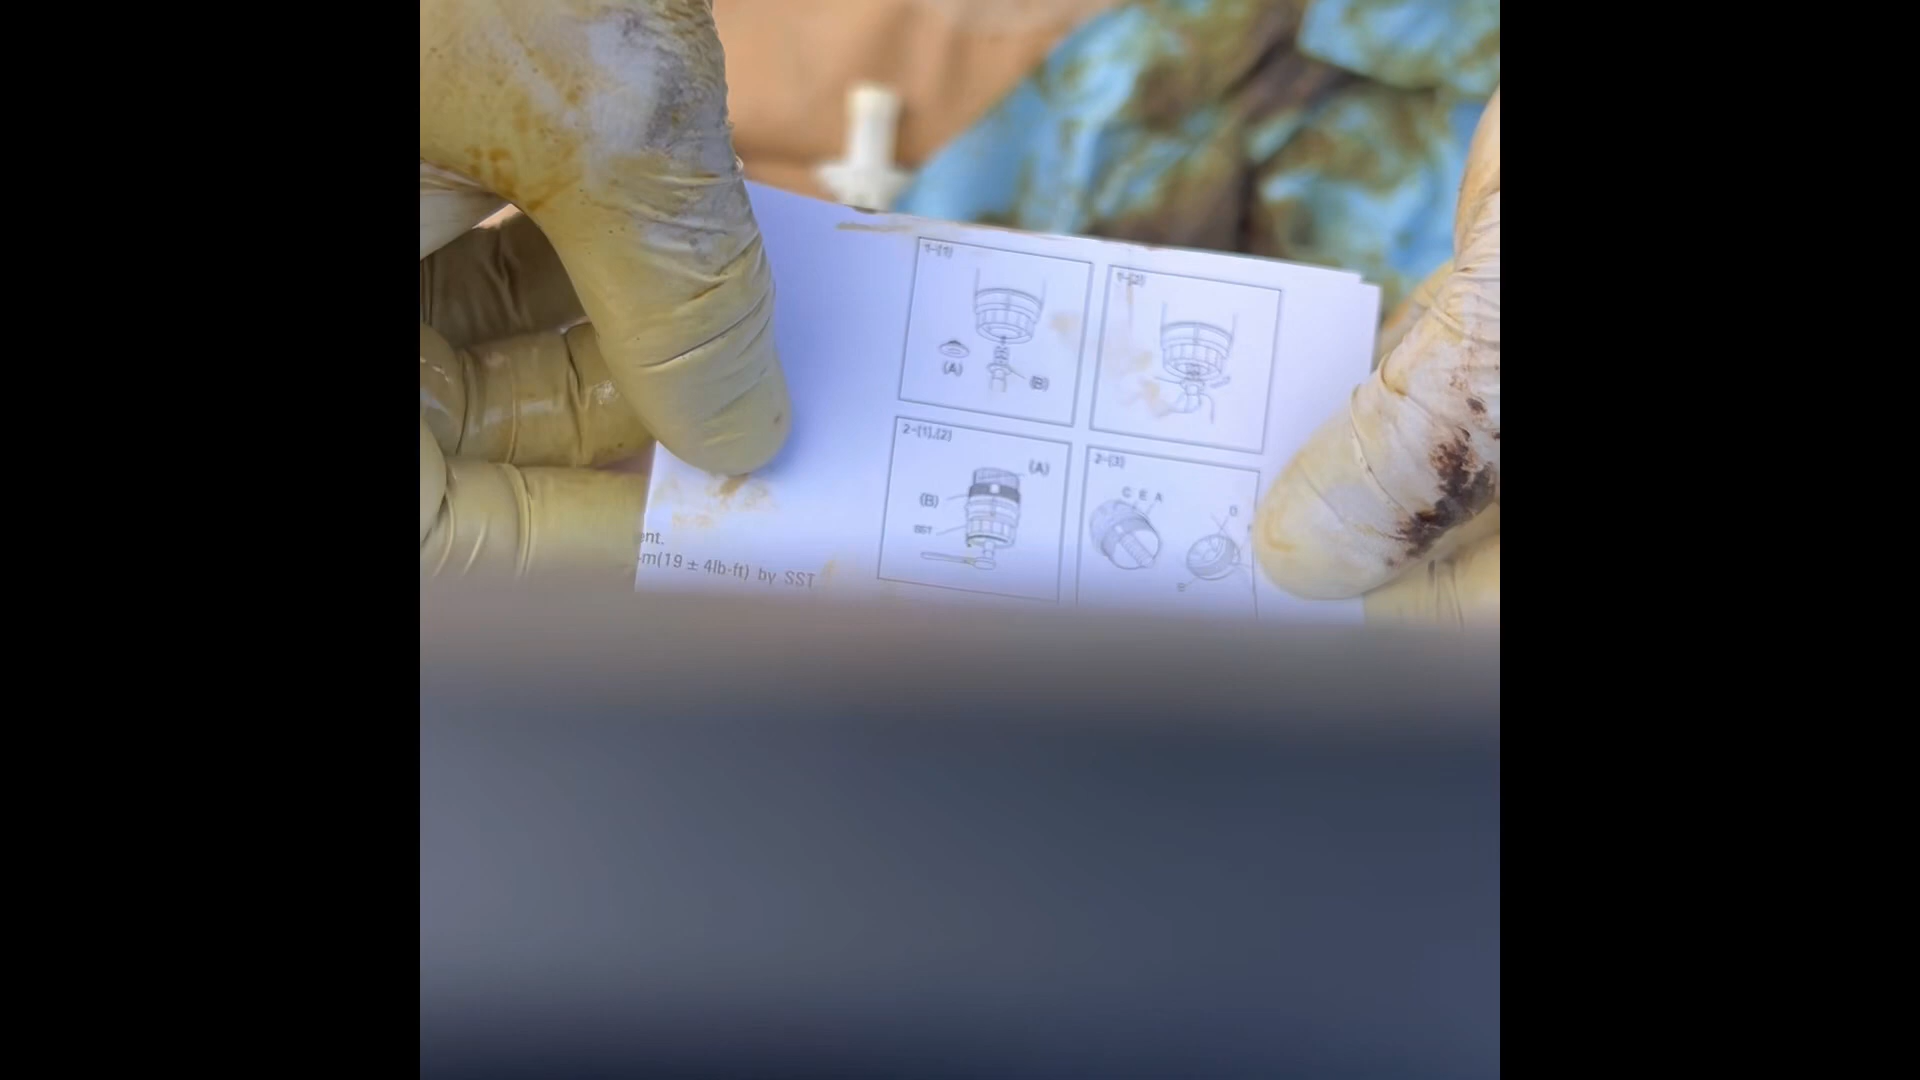 1-(1)
(A)
(B)
1-(2)
2-(1),(2)
(A)
(B)
SST
2-(3)
C E A
D
B
ent.
-m(19 ± 4lb-ft) by SST